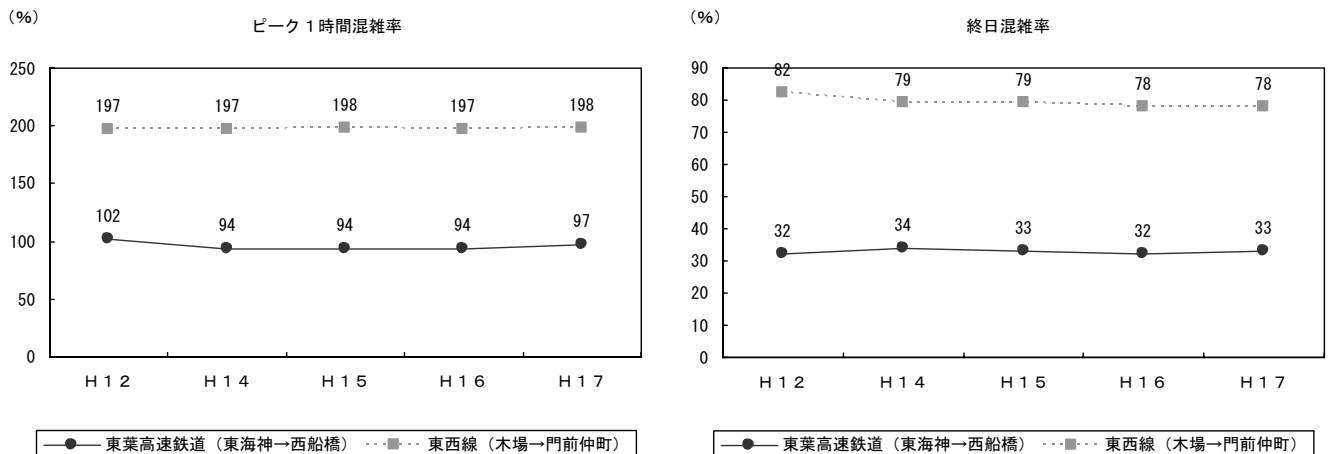 （%）
ピーク１時間混雑率
250
200
150
100
50
0
197
197
198
197
198
102
94
94
94
97
Ｈ１２
Ｈ１４
Ｈ１５
Ｈ１６
Ｈ１７
東葉高速鉄道（東海神→西船橋）
東西線（木場→門前仲町）
（%）
終日混雑率
90
80
70
60
50
40
30
20
10
0
82
79
79
78
78
32
34
33
32
33
Ｈ１２
Ｈ１４
Ｈ１５
Ｈ１６
Ｈ１７
東葉高速鉄道（東海神→西船橋）
東西線（木場→門前仲町）